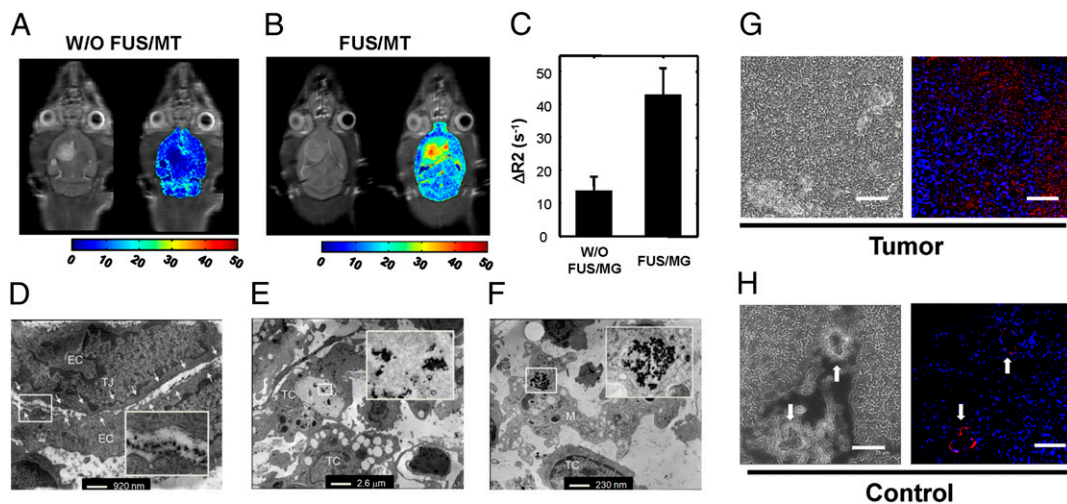 A
W/O FUS/MT
B
FUS/MT
C
ΔR2 (s⁻¹)
50
40
30
20
10
0
W/O
FUS/MG
FUS/MG
0 10 20 30 40 50
0 10 20 30 40 50
D
EC
TJ
EC
920 nm
E
TC
TC
2.6 μm
F
M
TC
230 nm
G
Tumor
H
Control